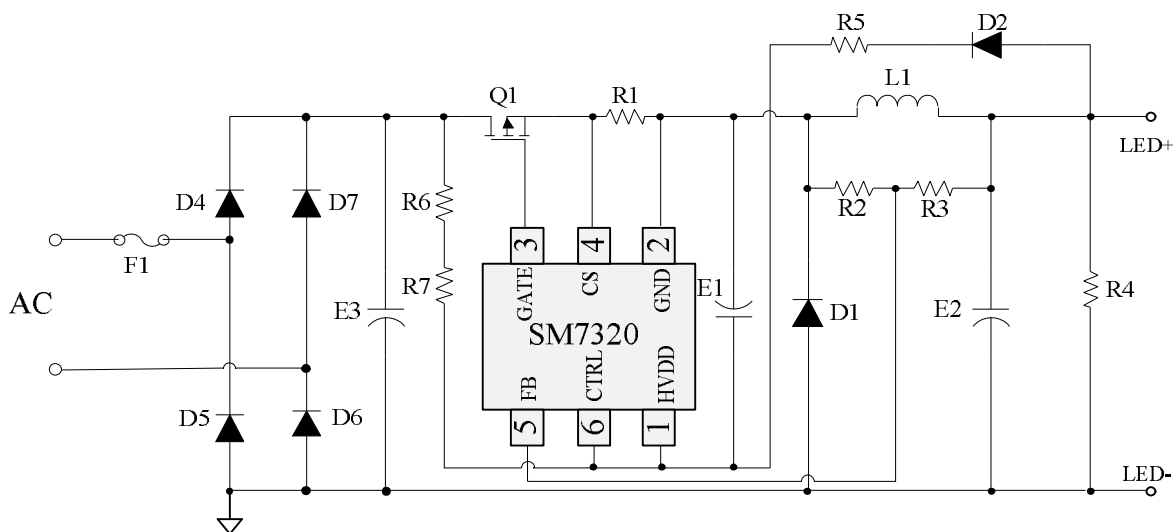 R5
D2
Q1
R1
L1
LED+
D4
D7
R6
R2
R3
F1
R7
3
4
2
GATE
CS
GND
AC
E3
SM7320
E1
D1
E2
R4
FB
CTRL
HVDD
D5
D6
5
6
1
LED-